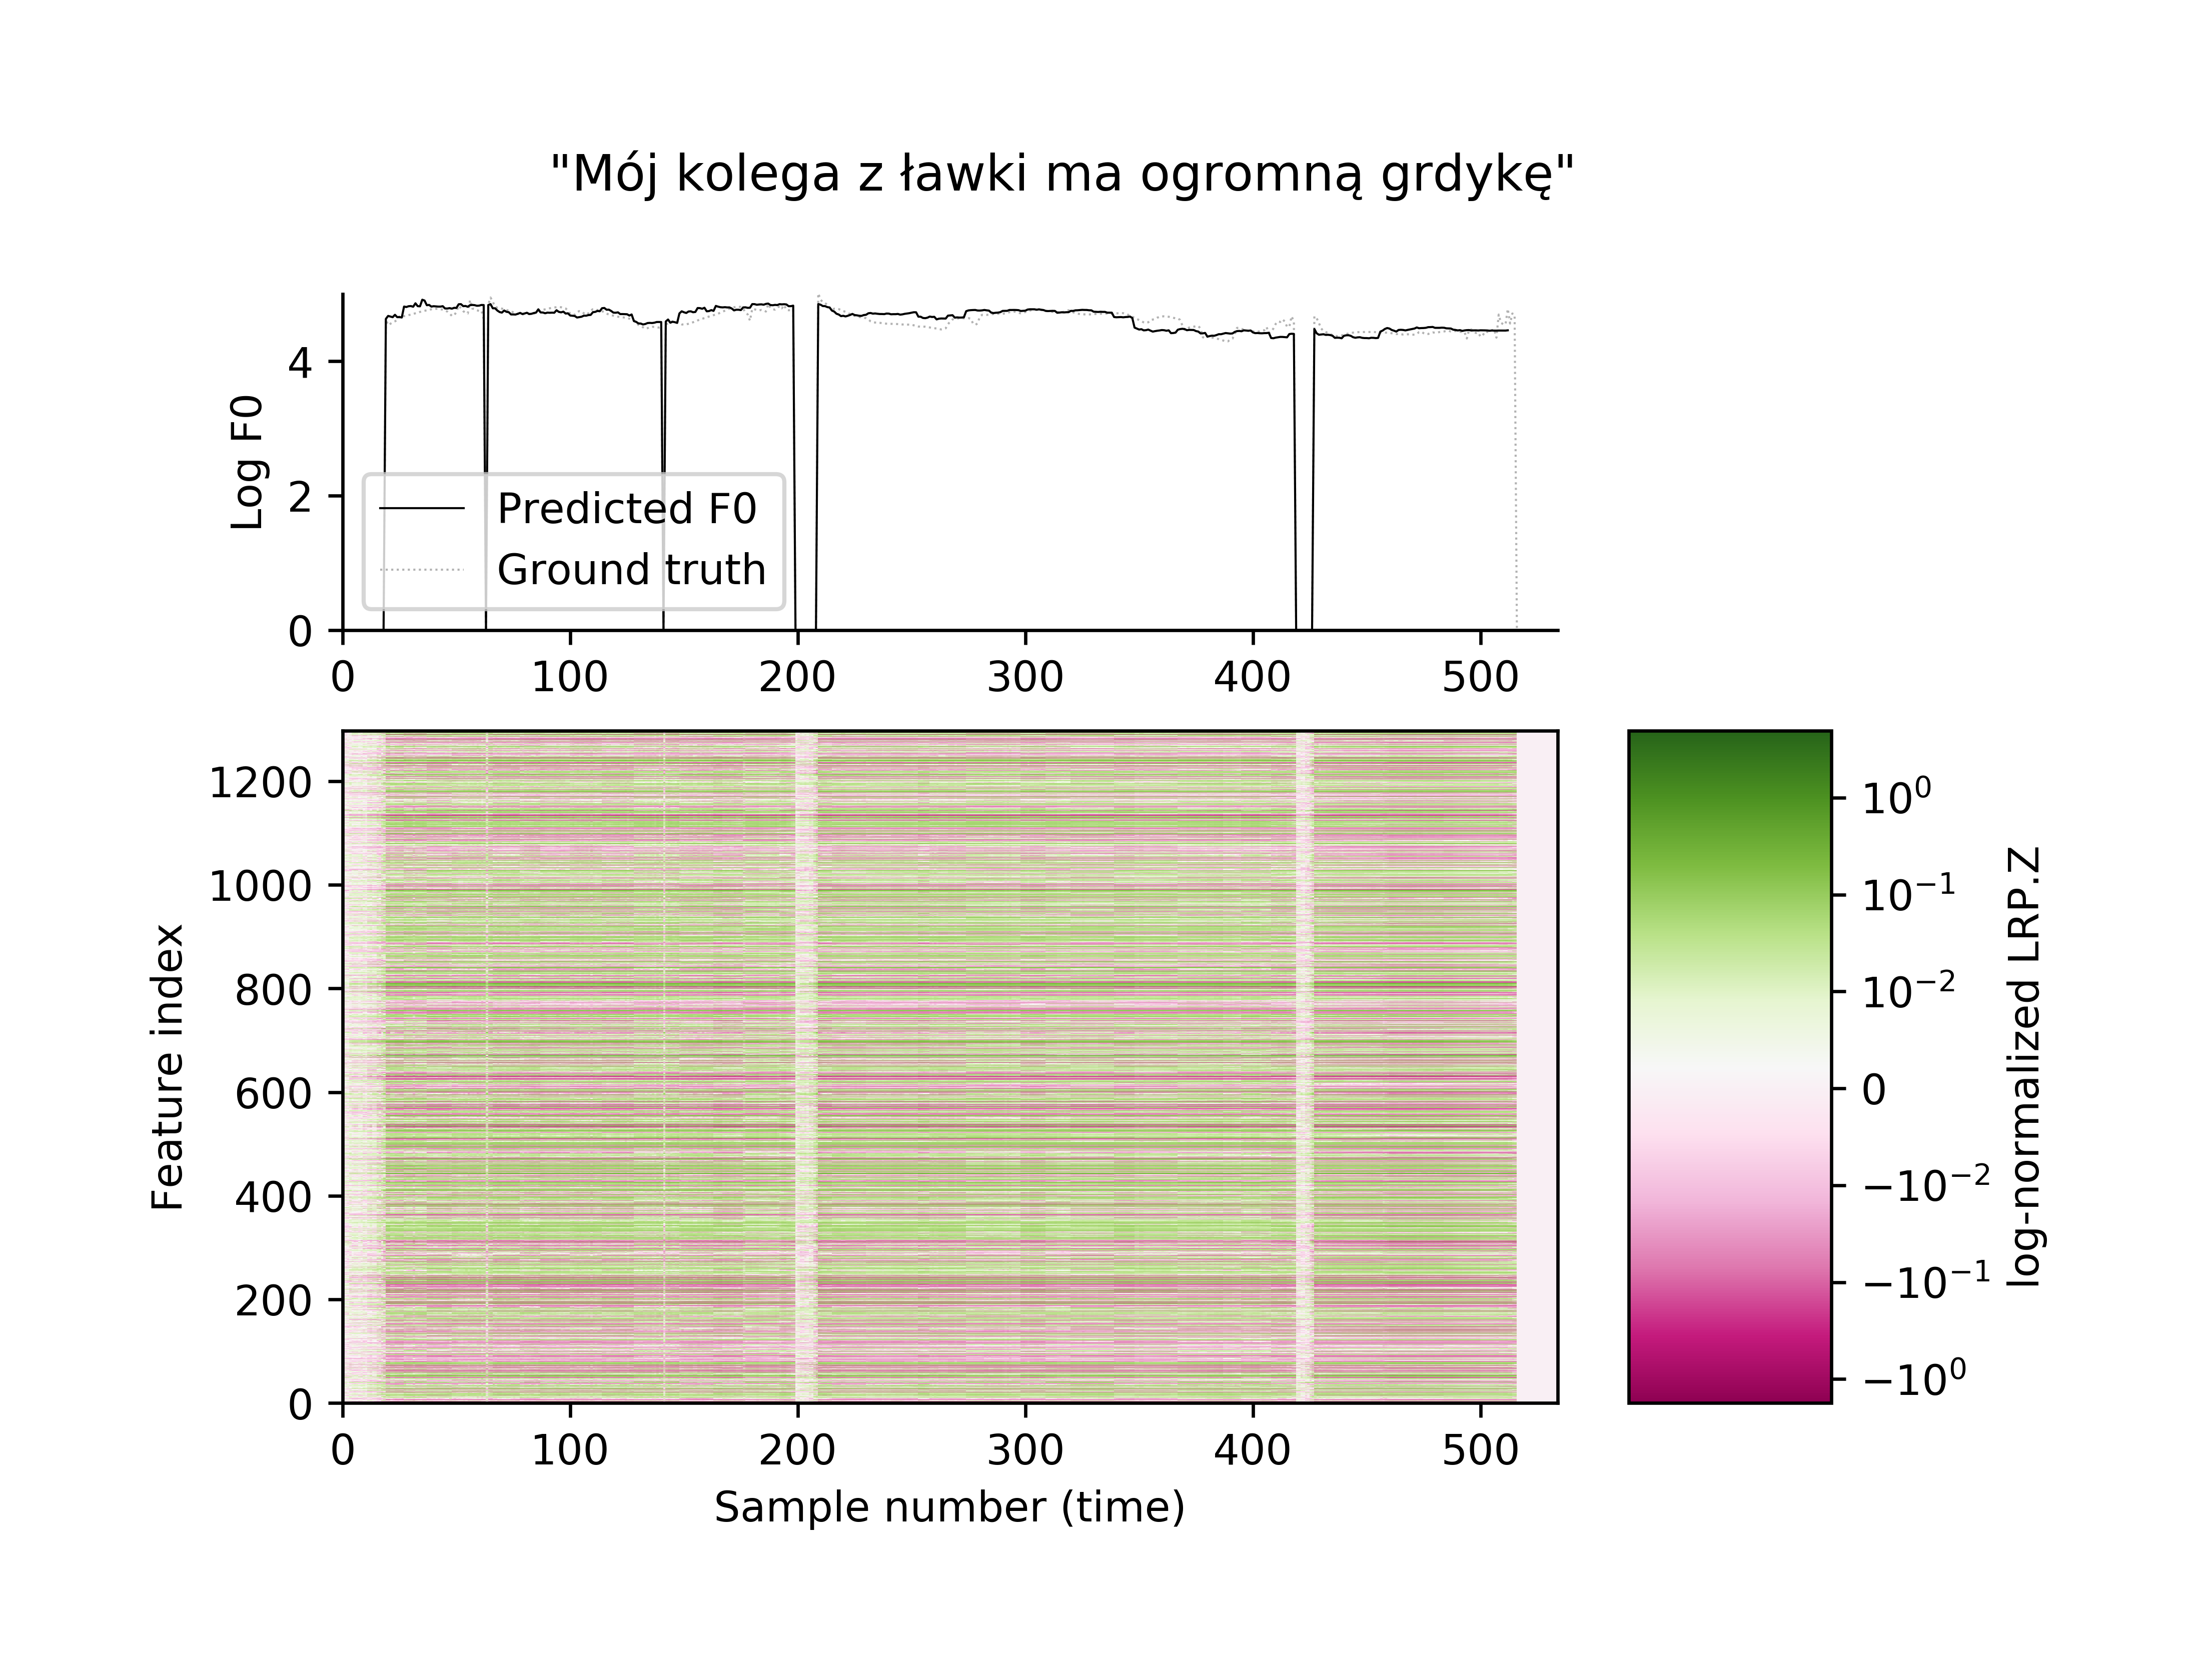 "Mój kolega z ławki ma ogromną grdykę"
Log F0
4
2
0
Predicted F0
Ground truth
0 100 200 300 400 500
Feature index
1200
1000
800
600
400
200
0
0 100 200 300 400 500
Sample number (time)
10⁰
10⁻¹
10⁻²
0
−10⁻²
−10⁻¹
−10⁰
log-normalized LRP.Z